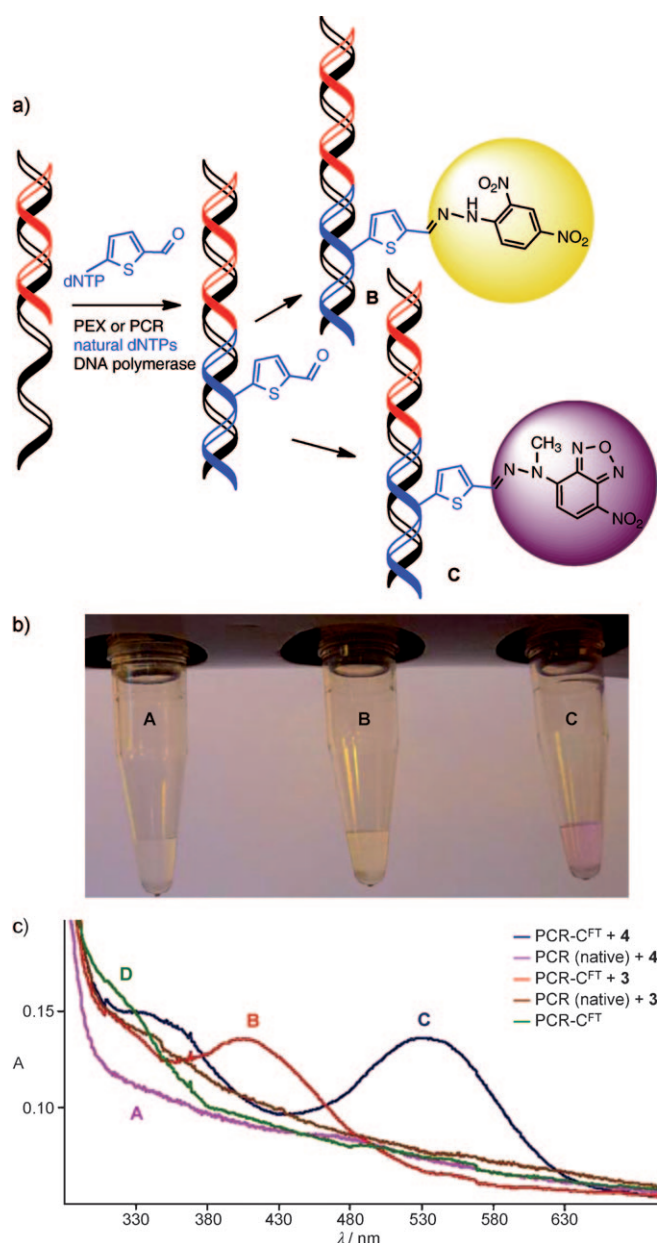 a)
O
S
dNTP
PEX or PCR
natural dNTPs
DNA polymerase
O
S
B
S
N
H
N
O₂N
NO₂
S
N
N
CH₃
N
O
N
NO₂
C
b)
A
B
C
c)
PCR-Cᶠᵀ + 4
PCR (native) + 4
PCR-Cᶠᵀ + 3
PCR (native) + 3
PCR-Cᶠᵀ
D
B
C
A
0.15
A
0.10
330 380 430 480 530 580 630
λ / nm